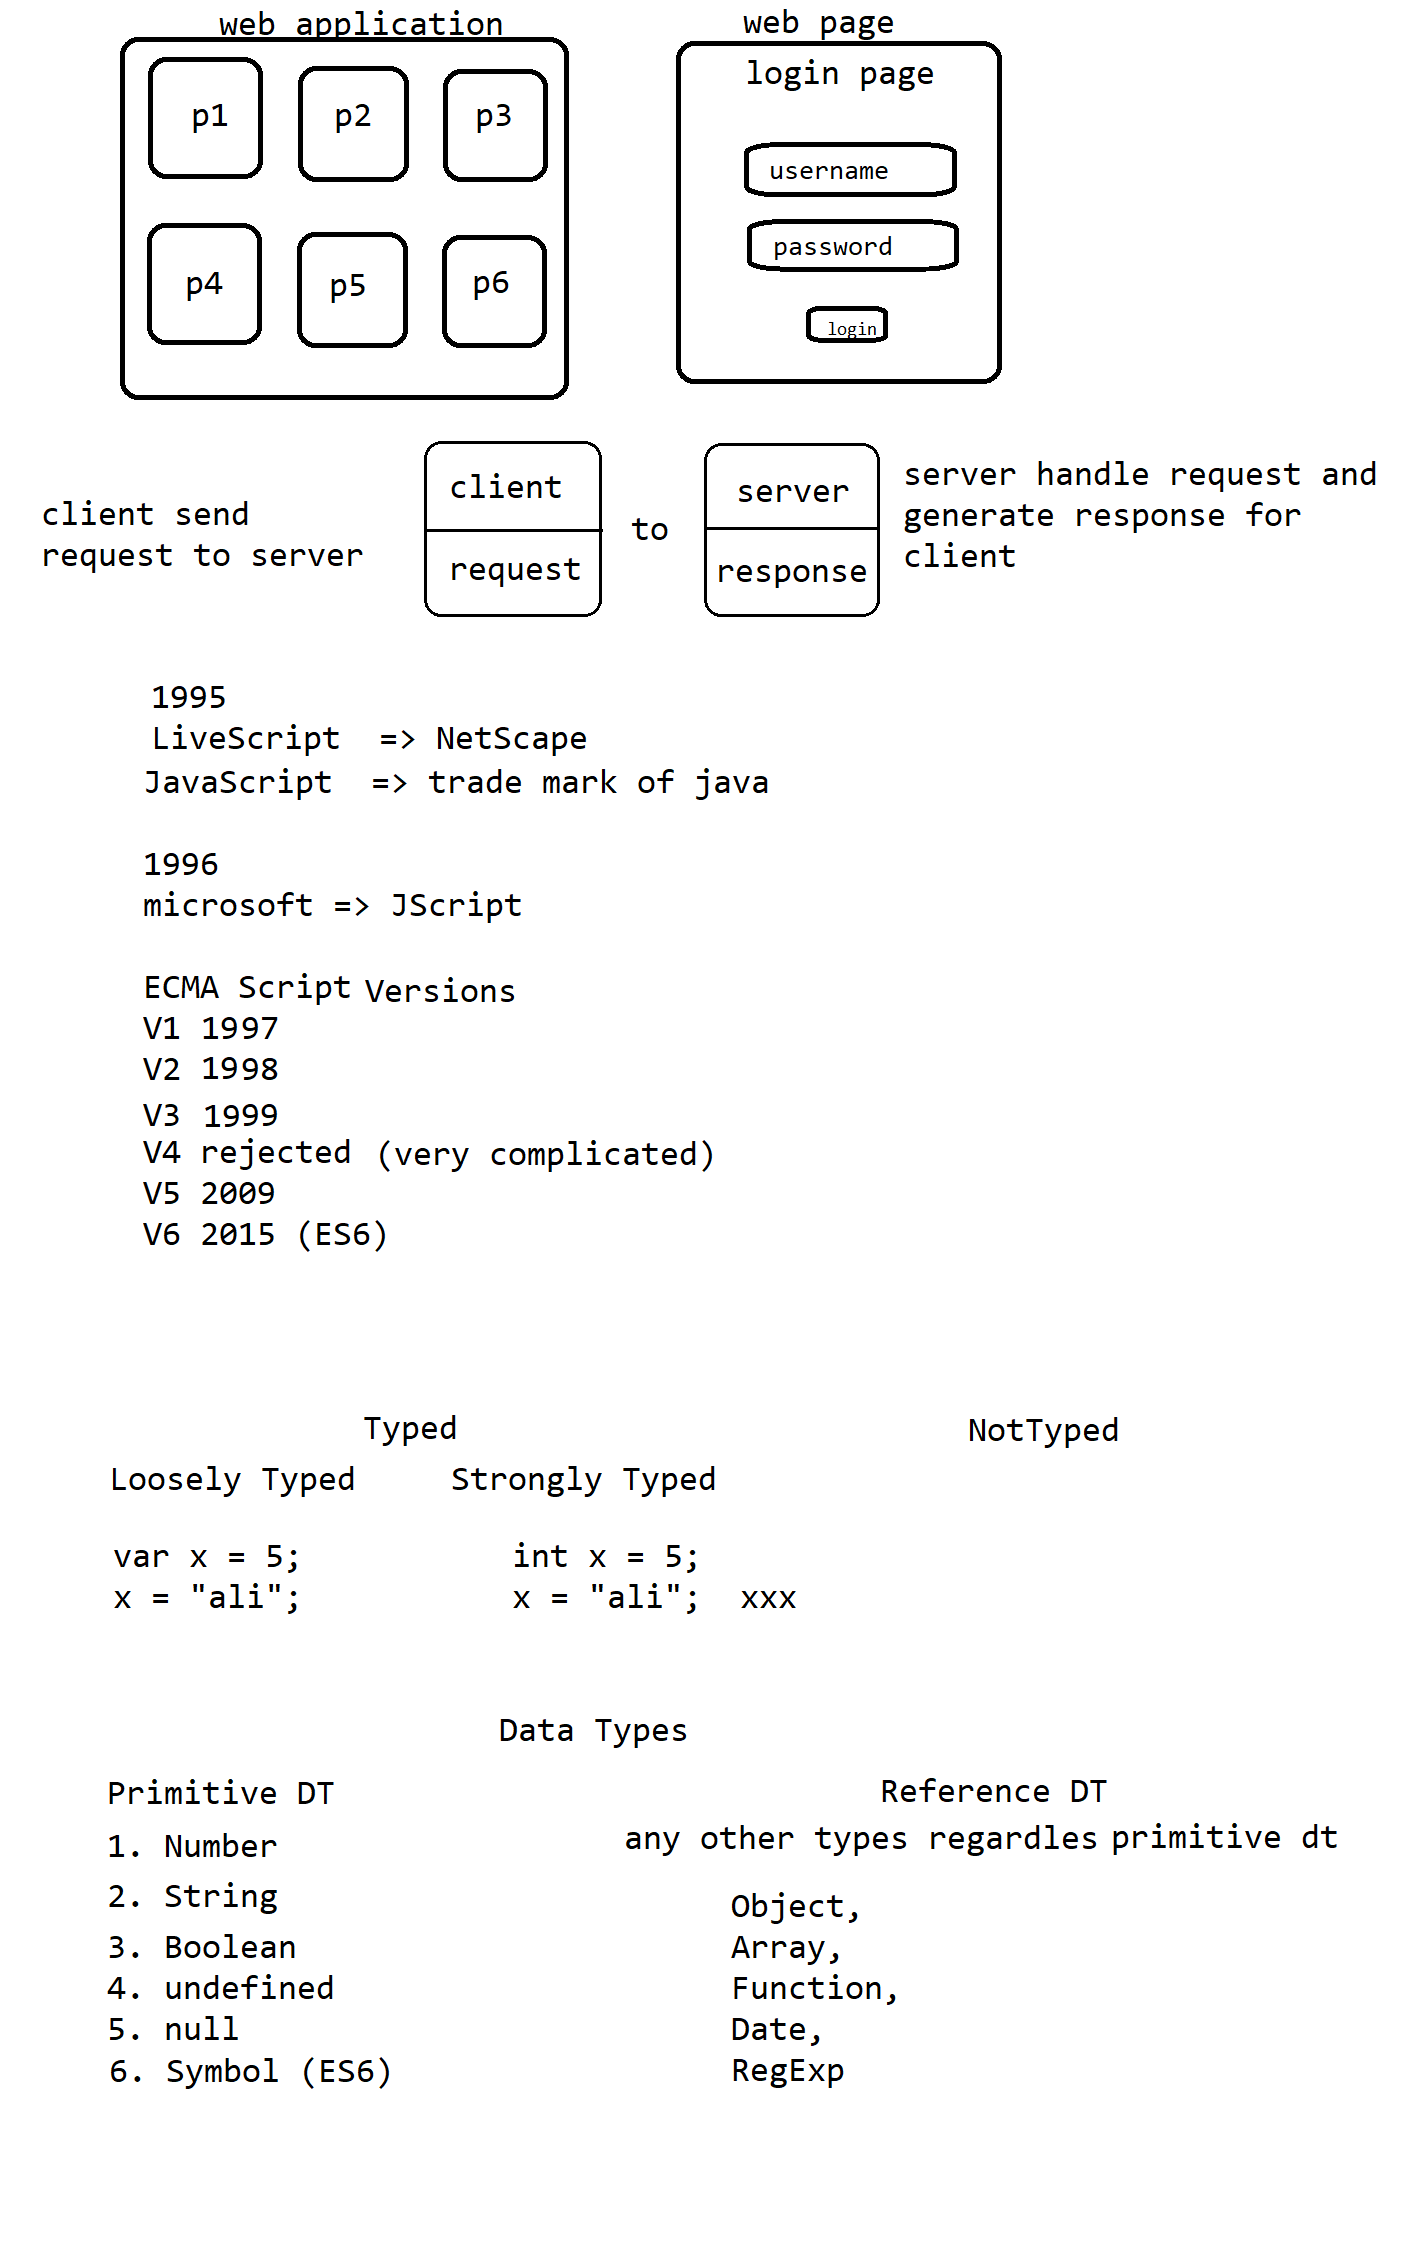 web application
p1 p2 p3
p4 p5 p6
web page
login page
username
password
login
client send
request to server
client
request
to
server
response
server handle request and
generate response for
client
1995
LiveScript => NetScape
JavaScript => trade mark of java
1996
microsoft => JScript
ECMA Script Versions
V1 1997
V2 1998
V3 1999
V4 rejected (very complicated)
V5 2009
V6 2015 (ES6)
Typed
NotTyped
Loosely Typed
var x = 5;
x = "ali";
Strongly Typed
int x = 5;
x = "ali"; xxx
Data Types
Primitive DT
1. Number
2. String
3. Boolean
4. undefined
5. null
6. Symbol (ES6)
Reference DT
any other types regardles primitive dt
Object,
Array,
Function,
Date,
RegExp